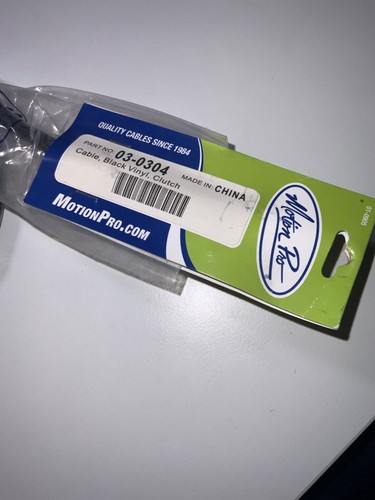 QUALITY CABLES SINCE 1984
PART NO. 03-0304
Cable, Black Vinyl, Clutch
MADE IN: CHINA
MOTIONPRO.COM
Motion Pro